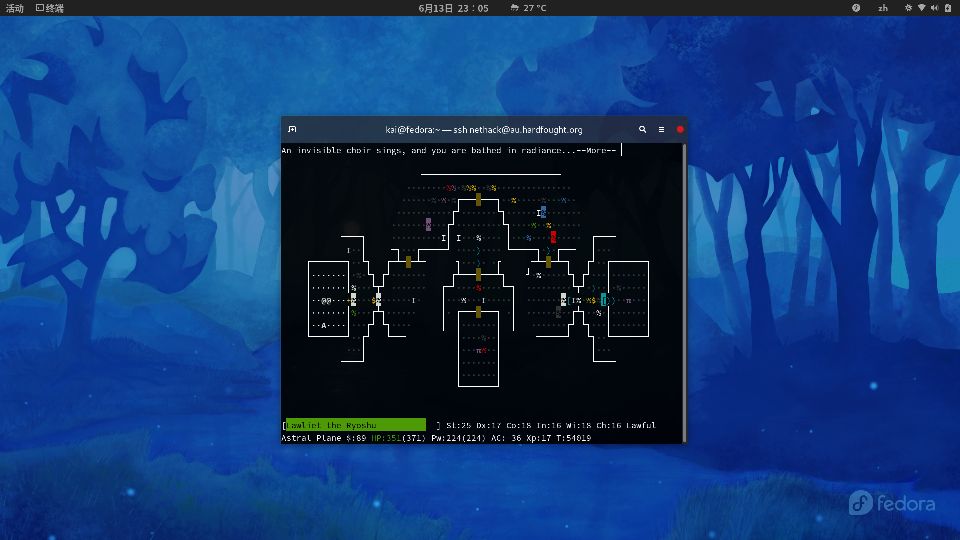 活动 终端 6月13日 23:05 27 °C zh
kai@fedora:~ — ssh nethack@au.hardfought.org
An invisible choir sings, and you are bathed in radiance...--More--
[Lawliet the Ryoshu ] St:25 Dx:17 Co:18 In:16 Wi:18 Ch:16 Lawful
Astral Plane $:89 HP:351(371) Pw:224(224) AC: 36 Xp:17 T:54019
fedora